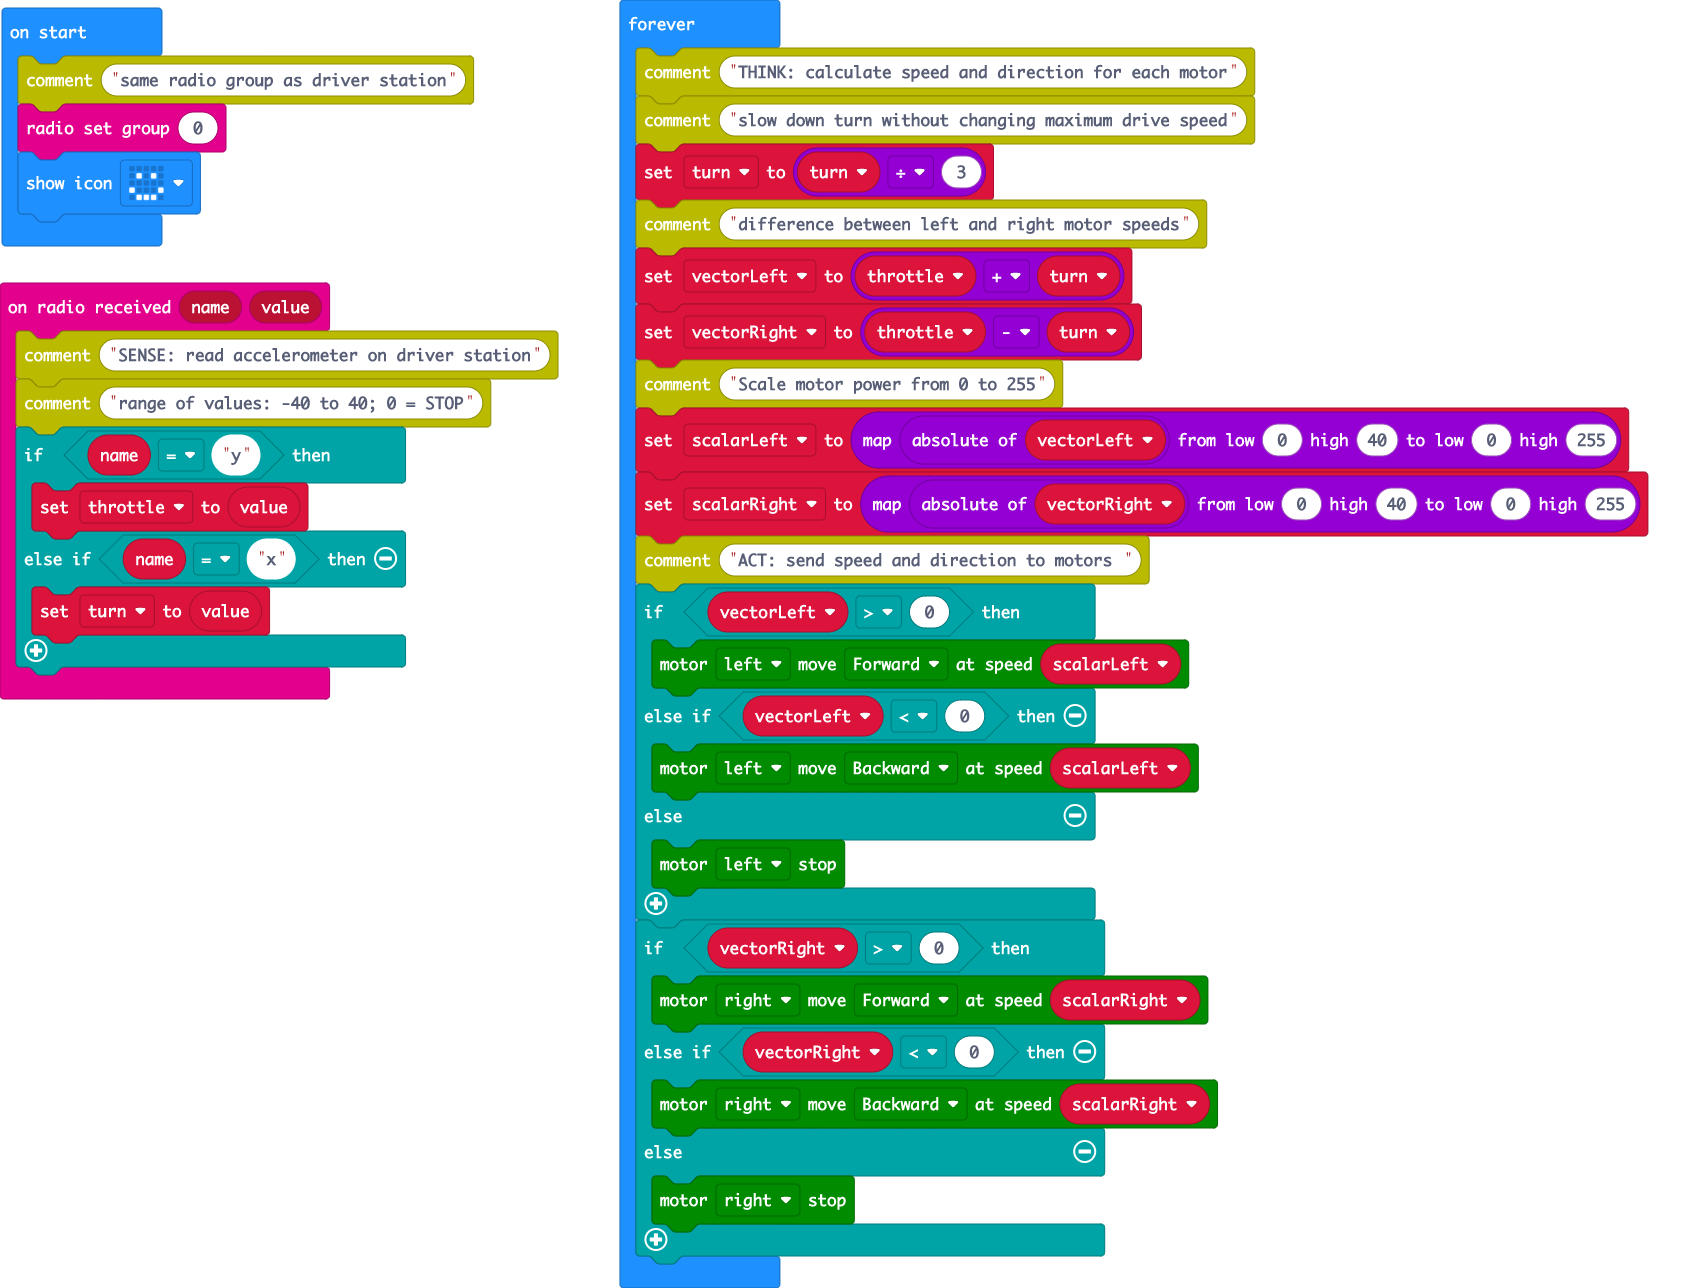 on start
comment "same radio group as driver station"
radio set group 0
show icon
on radio received name value
comment "SENSE: read accelerometer on driver station"
comment "range of values: -40 to 40; 0 = STOP"
if name = "y" then
set throttle to value
else if name = "x" then
set turn to value
forever
comment "THINK: calculate speed and direction for each motor"
comment "slow down turn without changing maximum drive speed"
set turn to turn ÷ 3
comment "difference between left and right motor speeds"
set vectorLeft to throttle + turn
set vectorRight to throttle - turn
comment "Scale motor power from 0 to 255"
set scalarLeft to map absolute of vectorLeft from low 0 high 40 to low 0 high 255
set scalarRight to map absolute of vectorRight from low 0 high 40 to low 0 high 255
comment "ACT: send speed and direction to motors "
if vectorLeft > 0 then
motor left move Forward at speed scalarLeft
else if vectorLeft < 0 then
motor left move Backward at speed scalarLeft
else
motor left stop
if vectorRight > 0 then
motor right move Forward at speed scalarRight
else if vectorRight < 0 then
motor right move Backward at speed scalarRight
else
motor right stop